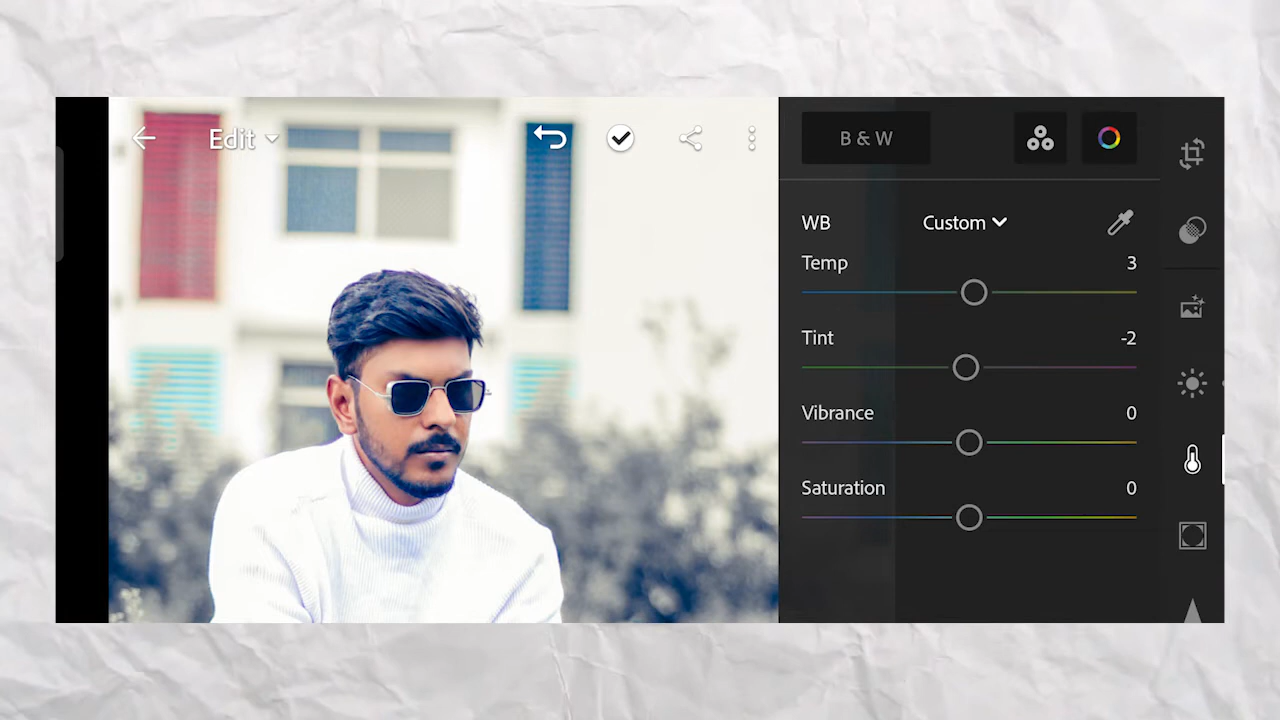 Edit
B & W
WB Custom
Temp 3
Tint -2
Vibrance 0
Saturation 0